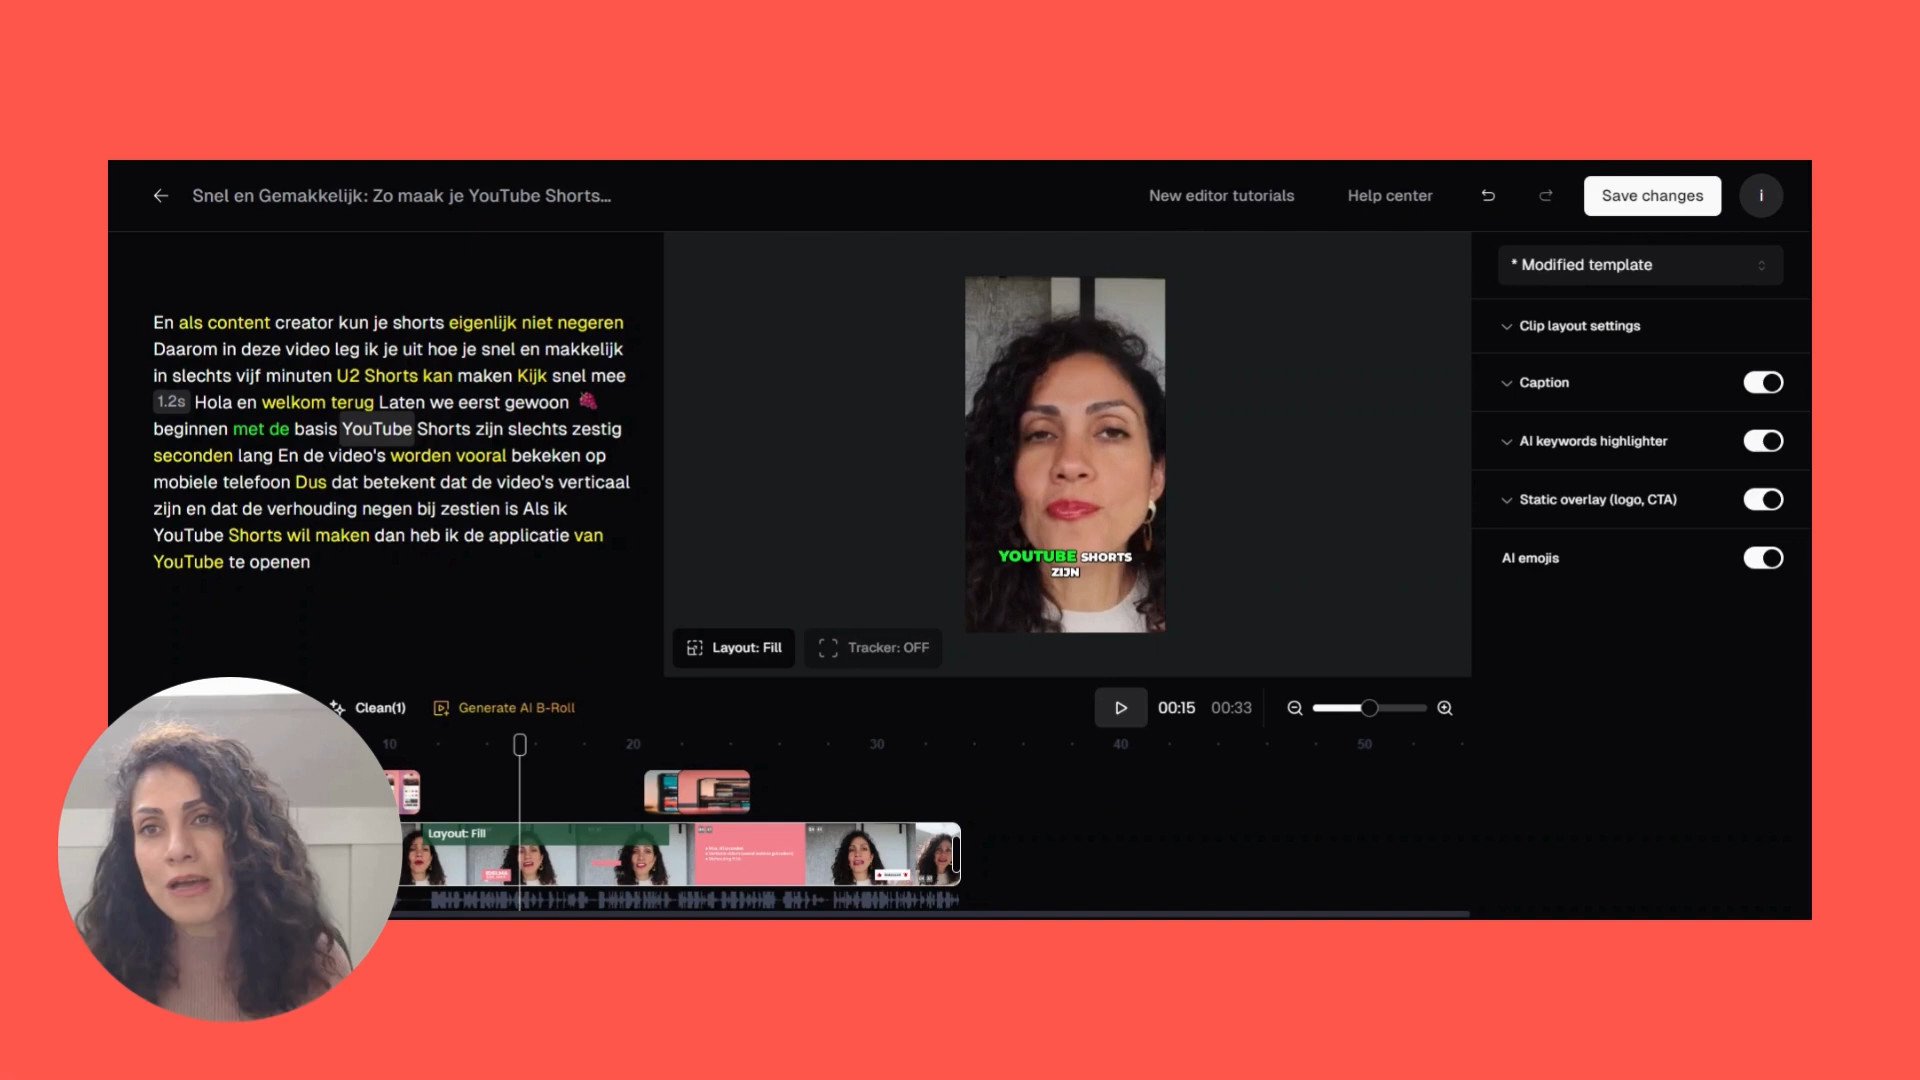 Snel en Gemakkelijk: Zo maak je YouTube Shorts...
New editor tutorials
Help center
Save changes
i
* Modified template
Clip layout settings
Caption
AI keywords highlighter
Static overlay (logo, CTA)
AI emojis
En als content creator kun je shorts eigenlijk niet negeren
Daarom in deze video leg ik je uit hoe je snel en makkelijk
in slechts vijf minuten U2 Shorts kan maken Kijk snel mee
1.2s Hola en welkom terug Laten we eerst gewoon
beginnen met de basis YouTube Shorts zijn slechts zestig
seconden lang En de video's worden vooral bekeken op
mobiele telefoon Dus dat betekent dat de video's verticaal
zijn en dat de verhouding negen bij zestien is Als ik
YouTube Shorts wil maken dan heb ik de applicatie van
YouTube te openen
YOUTUBE SHORTS
ZIJN
Layout: Fill
Tracker: OFF
Clean(1)
Generate AI B-Roll
00:15 00:33
10 20 30 40 50
Layout: Fill